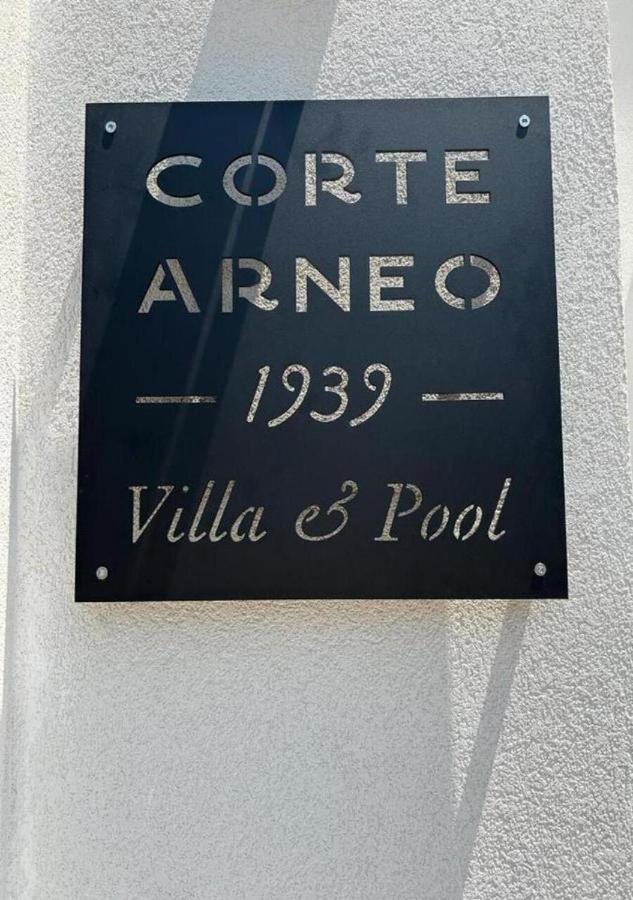 CORTE
ARNEO
— 1939 —
Villa & Pool